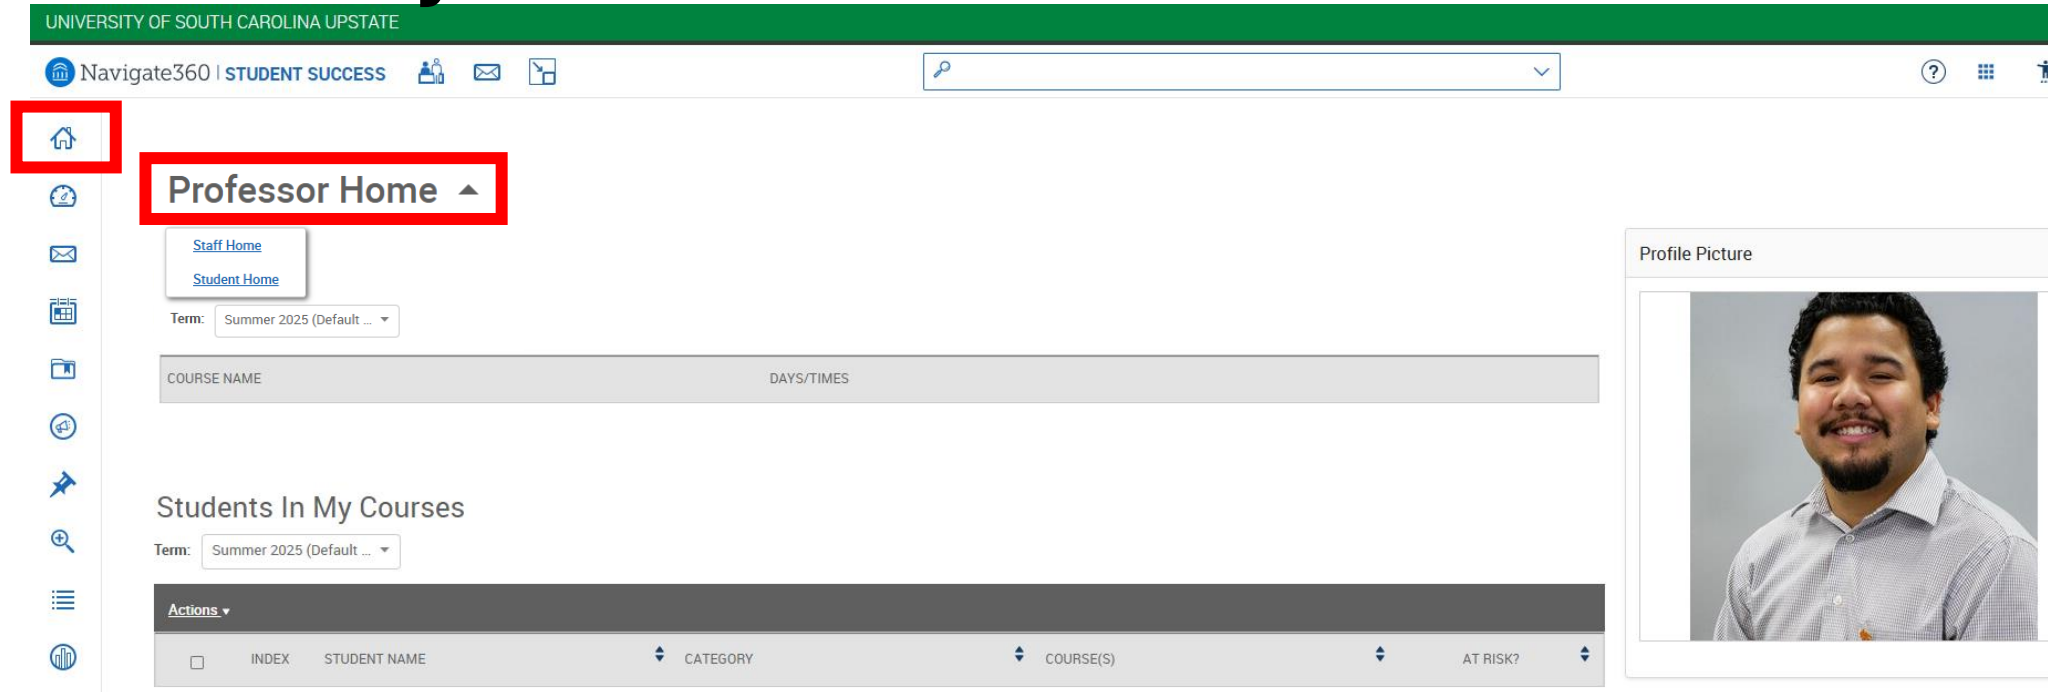 UNIVERSITY OF SOUTH CAROLINA UPSTATE
Navigate360 | STUDENT SUCCESS
Professor Home
Staff Home
Student Home
Profile Picture
Term: Summer 2025 (Default ...
COURSE NAME DAYS/TIMES
Students In My Courses
Term: Summer 2025 (Default ...
Actions
INDEX STUDENT NAME CATEGORY COURSE(S) AT RISK?